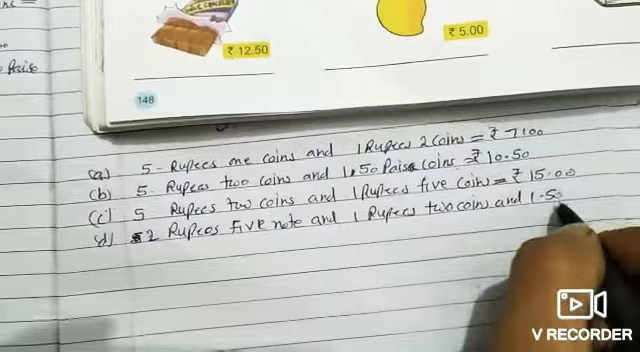 ₹ 12.50
₹ 5.00
148
Paise
(a) 5 - Rupees one coins and 1 Rupees 2 coins = ₹ 7.00
(b) 5 - Rupees two coins and 1, 50 Paise coins = ₹ 10.50
(c) 5 Rupees two coins and 1 Rupees five coins = ₹ 15.00
(d) 2 Rupees five note and 1 Rupees two coins and 1-50
V RECORDER